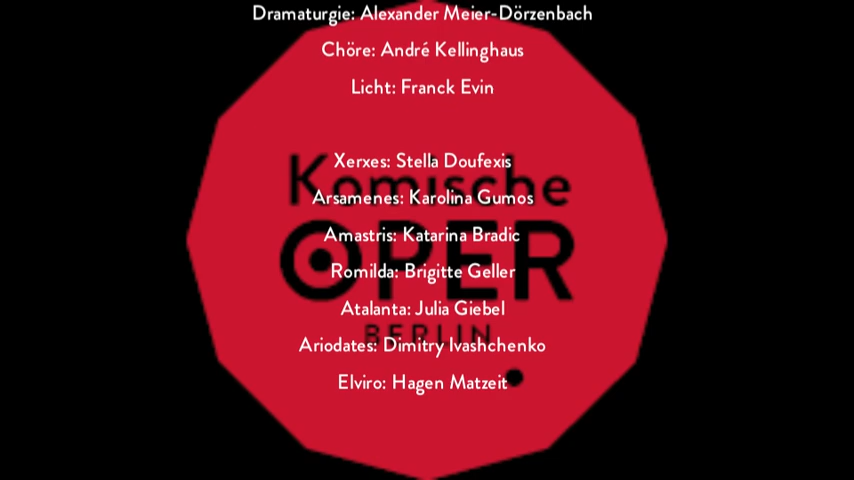 Dramaturgie: Alexander Meier-Dörzenbach
Chöre: André Kellinghaus
Licht: Franck Evin
Xerxes: Stella Doufexis
Komische
Arsamenes: Karolina Gumos
Amastris: Katarina Bradic
OPER
Romilda: Brigitte Geller
Atalanta: Julia Giebel
BERLIN
Ariodates: Dimitry Ivashchenko
Elviro: Hagen Matzeit